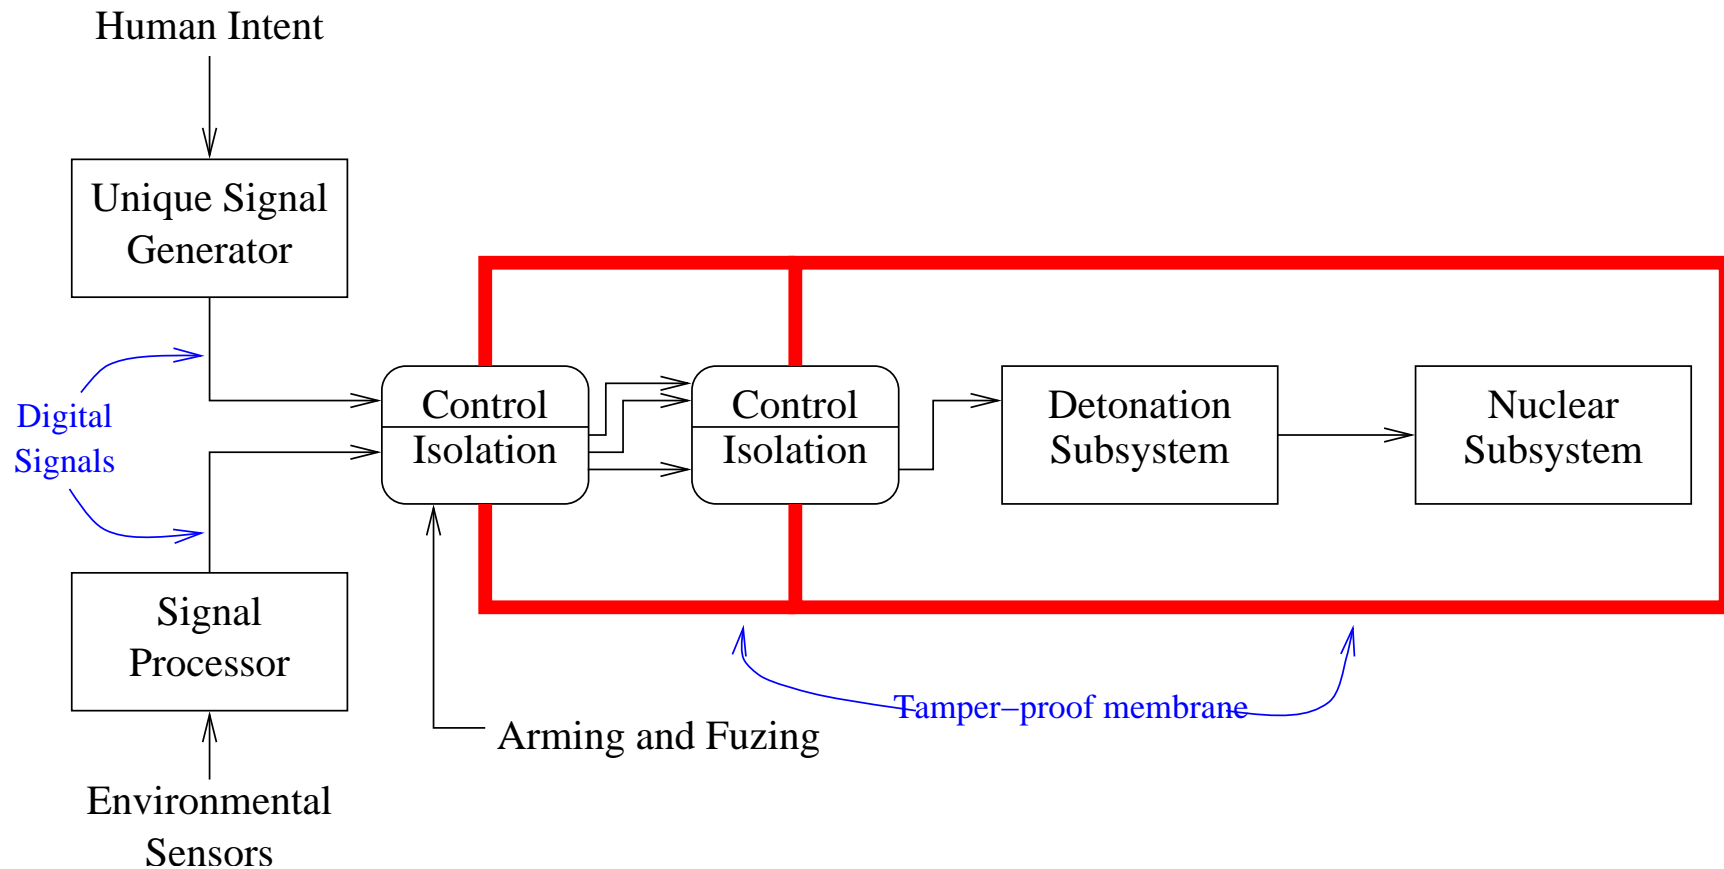 Human Intent
Unique Signal
Generator
Digital
Signals
Control
Isolation
Control
Isolation
Detonation
Subsystem
Nuclear
Subsystem
Signal
Processor
Tamper−proof membrane
Arming and Fuzing
Environmental
Sensors